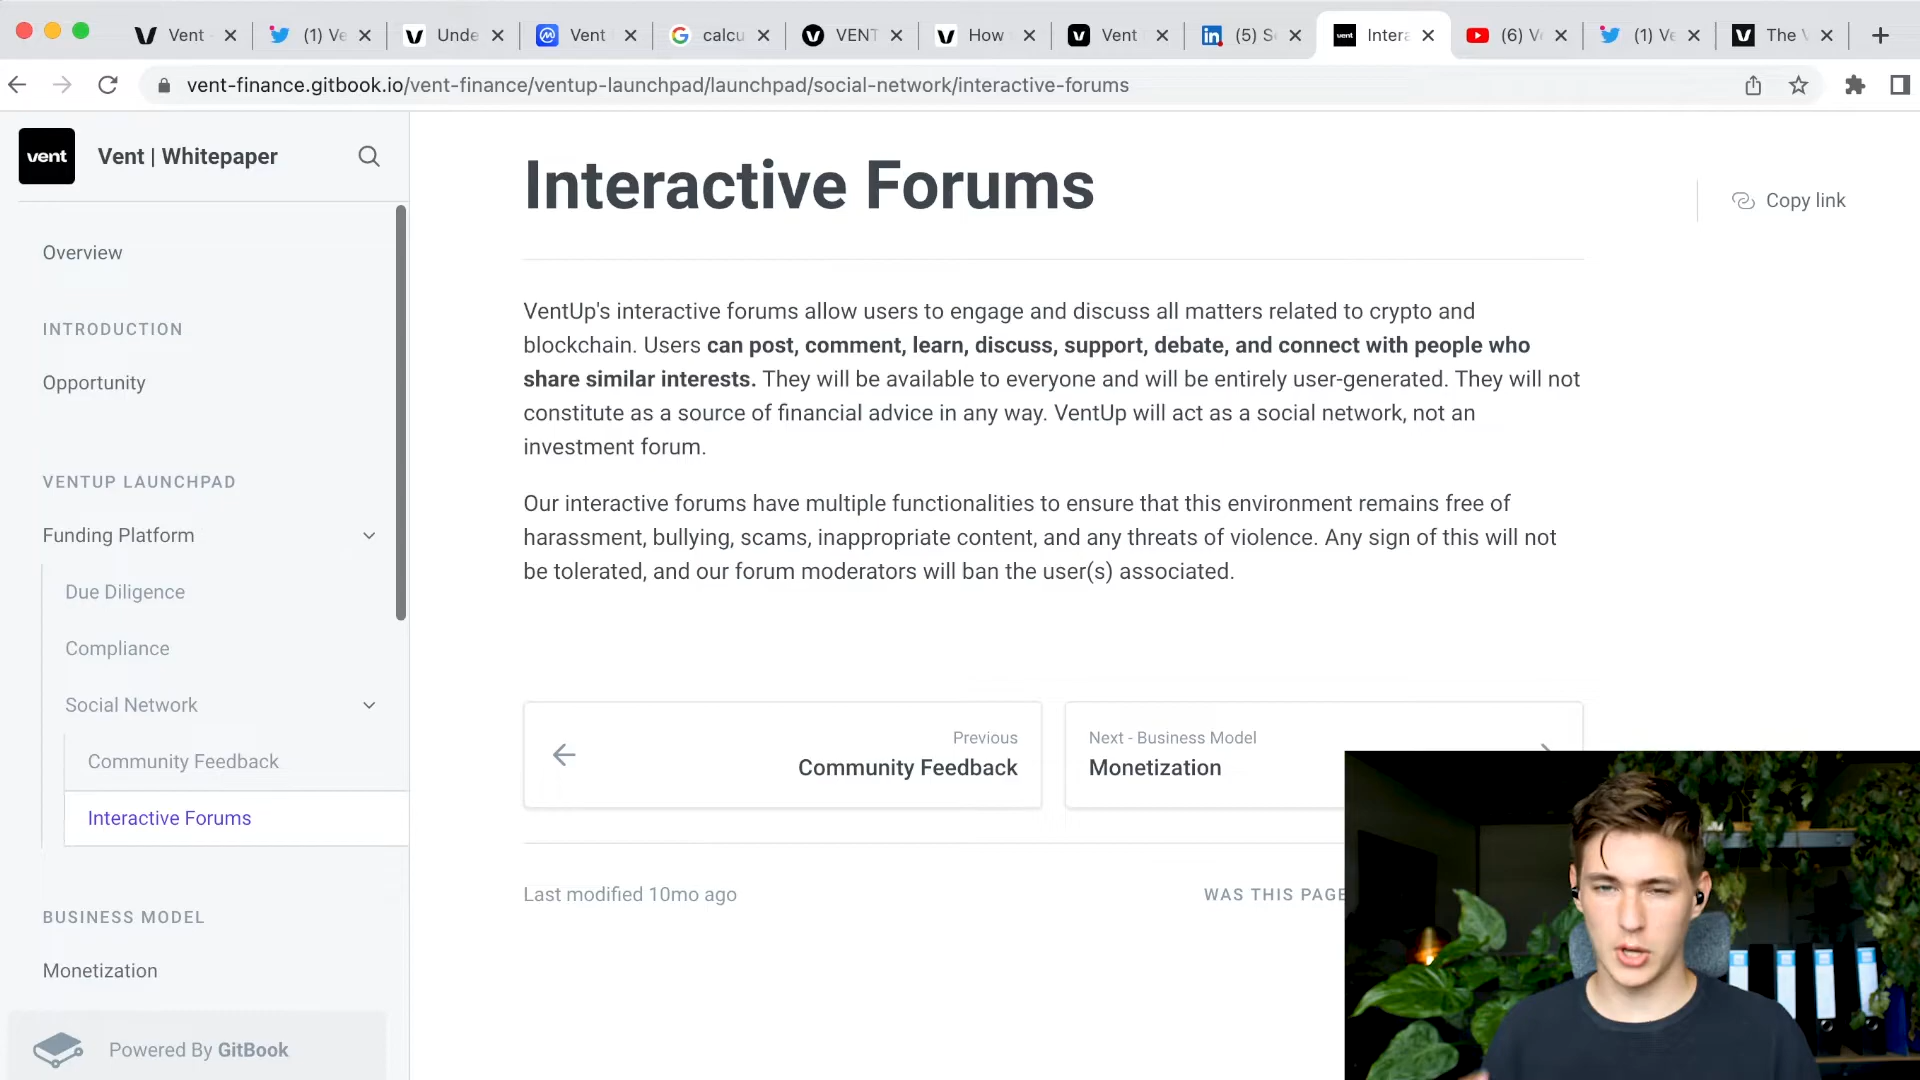 Vent
(1) Ve
Unde
Vent
calcu
VENT
How
Vent
(5) S
Intera
(6) V
(1) Ve
The V
vent-finance.gitbook.io/vent-finance/ventup-launchpad/launchpad/social-network/interactive-forums
vent
Vent | Whitepaper
Overview
INTRODUCTION
Opportunity
VENTUP LAUNCHPAD
Funding Platform
Due Diligence
Compliance
Social Network
Community Feedback
Interactive Forums
BUSINESS MODEL
Monetization
Powered By GitBook
Interactive Forums
Copy link
VentUp's interactive forums allow users to engage and discuss all matters related to crypto and
blockchain. Users can post, comment, learn, discuss, support, debate, and connect with people who
share similar interests. They will be available to everyone and will be entirely user-generated. They will not
constitute as a source of financial advice in any way. VentUp will act as a social network, not an
investment forum.
Our interactive forums have multiple functionalities to ensure that this environment remains free of
harassment, bullying, scams, inappropriate content, and any threats of violence. Any sign of this will not
be tolerated, and our forum moderators will ban the user(s) associated.
Previous
Community Feedback
Next - Business Model
Monetization
Last modified 10mo ago
WAS THIS PAGE